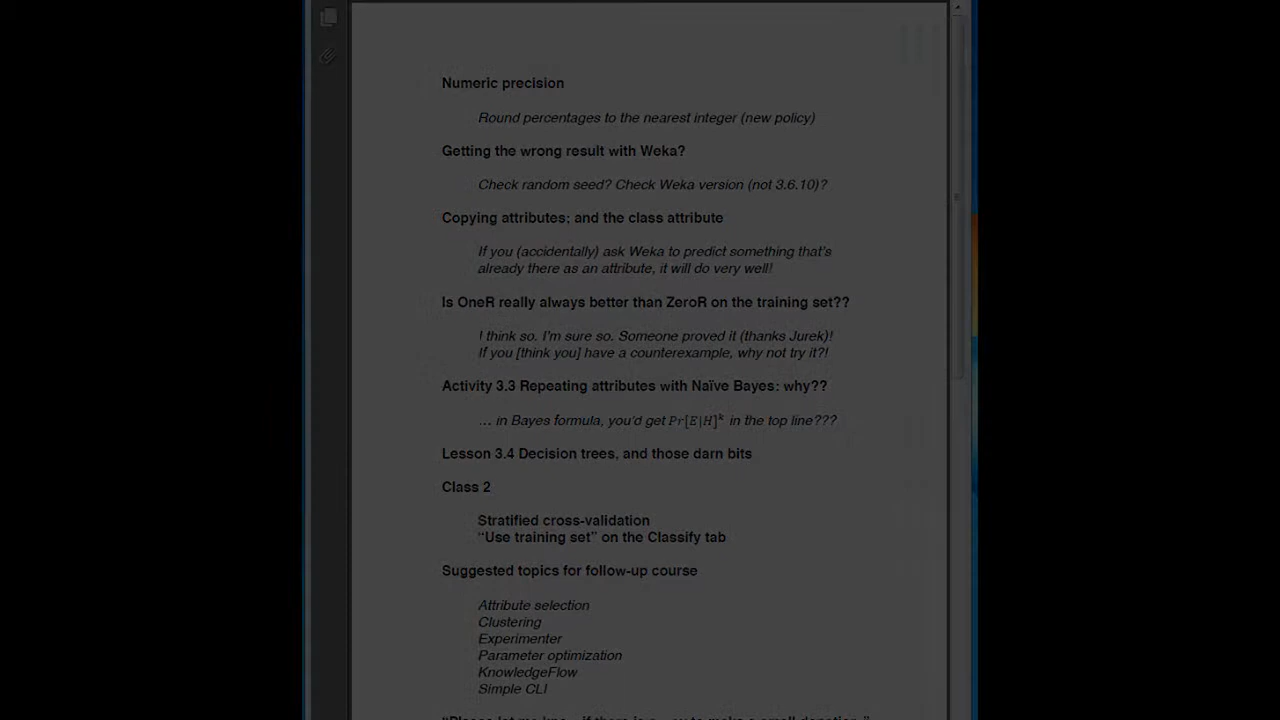 Numeric precision
Round percentages to the nearest integer (new policy)
Getting the wrong result with Weka?
Check random seed? Check Weka version (not 3.6.10)?
Copying attributes; and the class attribute
If you (accidentally) ask Weka to predict something that's
already there as an attribute, it will do very well!
Is OneR really always better than ZeroR on the training set??
I think so. I'm sure so. Someone proved it (thanks Jurek)!
If you [think you] have a counterexample, why not try it?!
Activity 3.3 Repeating attributes with Naïve Bayes: why??
… in Bayes formula, you'd get Pr[E|H]ᵏ in the top line???
Lesson 3.4 Decision trees, and those darn bits
Class 2
Stratified cross-validation
“Use training set” on the Classify tab
Suggested topics for follow-up course
Attribute selection
Clustering
Experimenter
Parameter optimization
KnowledgeFlow
Simple CLI